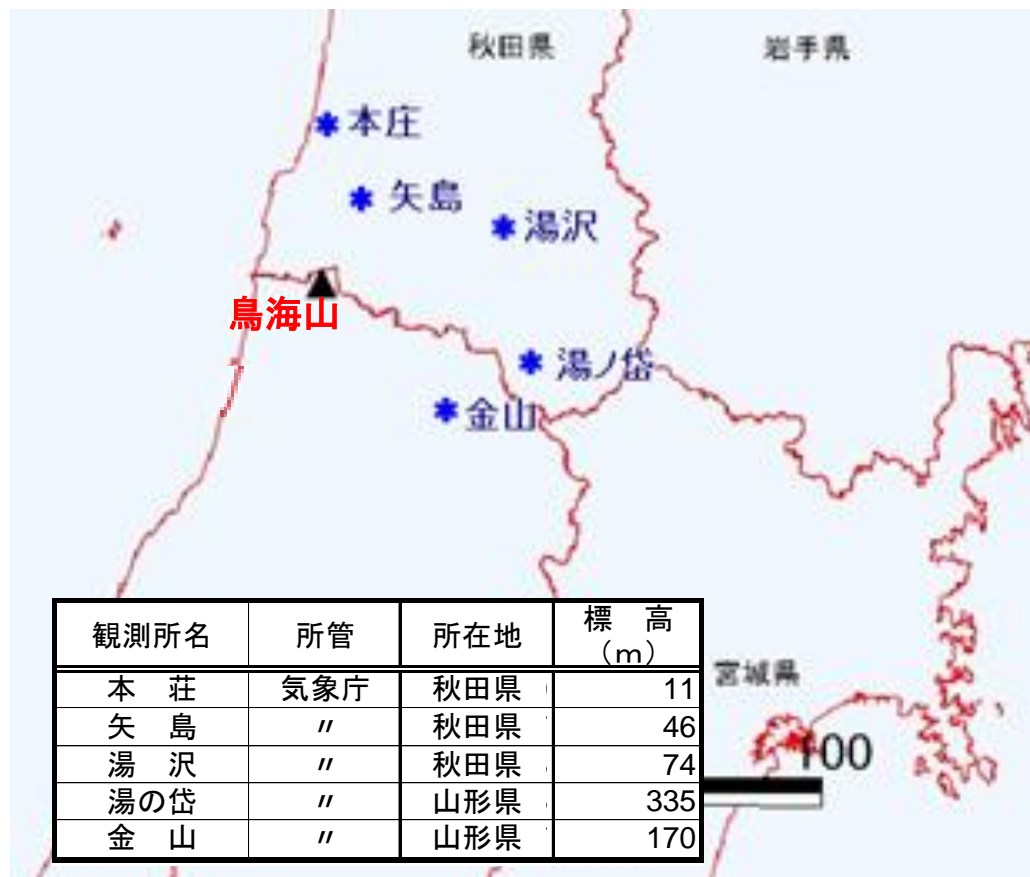 秋田県
岩手県
本庄
矢島
湯沢
鳥海山
湯ノ岱
金山
宮城県
100
観測所名 所管 所在地 標 高(m)
本 荘 気象庁 秋田県 11
矢 島 〃 秋田県 46
湯 沢 〃 秋田県 74
湯の岱 〃 山形県 335
金 山 〃 山形県 170